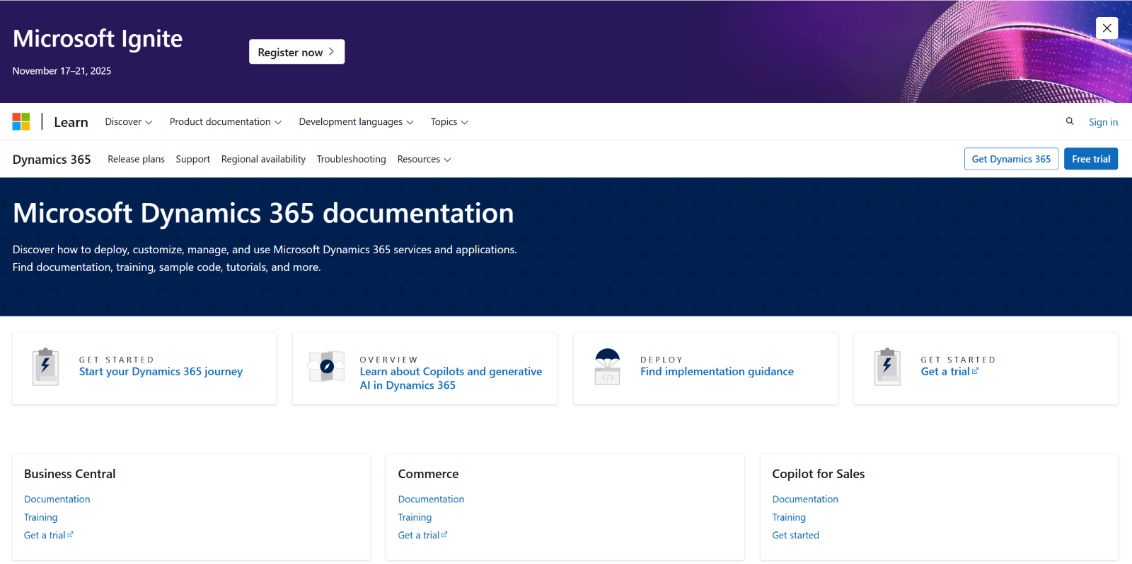 Microsoft Ignite
Register now
November 17–21, 2025
Learn
Discover
Product documentation
Development languages
Topics
Sign in
Dynamics 365
Release plans
Support
Regional availability
Troubleshooting
Resources
Get Dynamics 365
Free trial
Microsoft Dynamics 365 documentation
Discover how to deploy, customize, manage, and use Microsoft Dynamics 365 services and applications.
Find documentation, training, sample code, tutorials, and more.
GET STARTED
Start your Dynamics 365 journey
OVERVIEW
Learn about Copilots and generative
AI in Dynamics 365
DEPLOY
Find implementation guidance
GET STARTED
Get a trial
Business Central
Documentation
Training
Get a trial
Commerce
Documentation
Training
Get a trial
Copilot for Sales
Documentation
Training
Get started